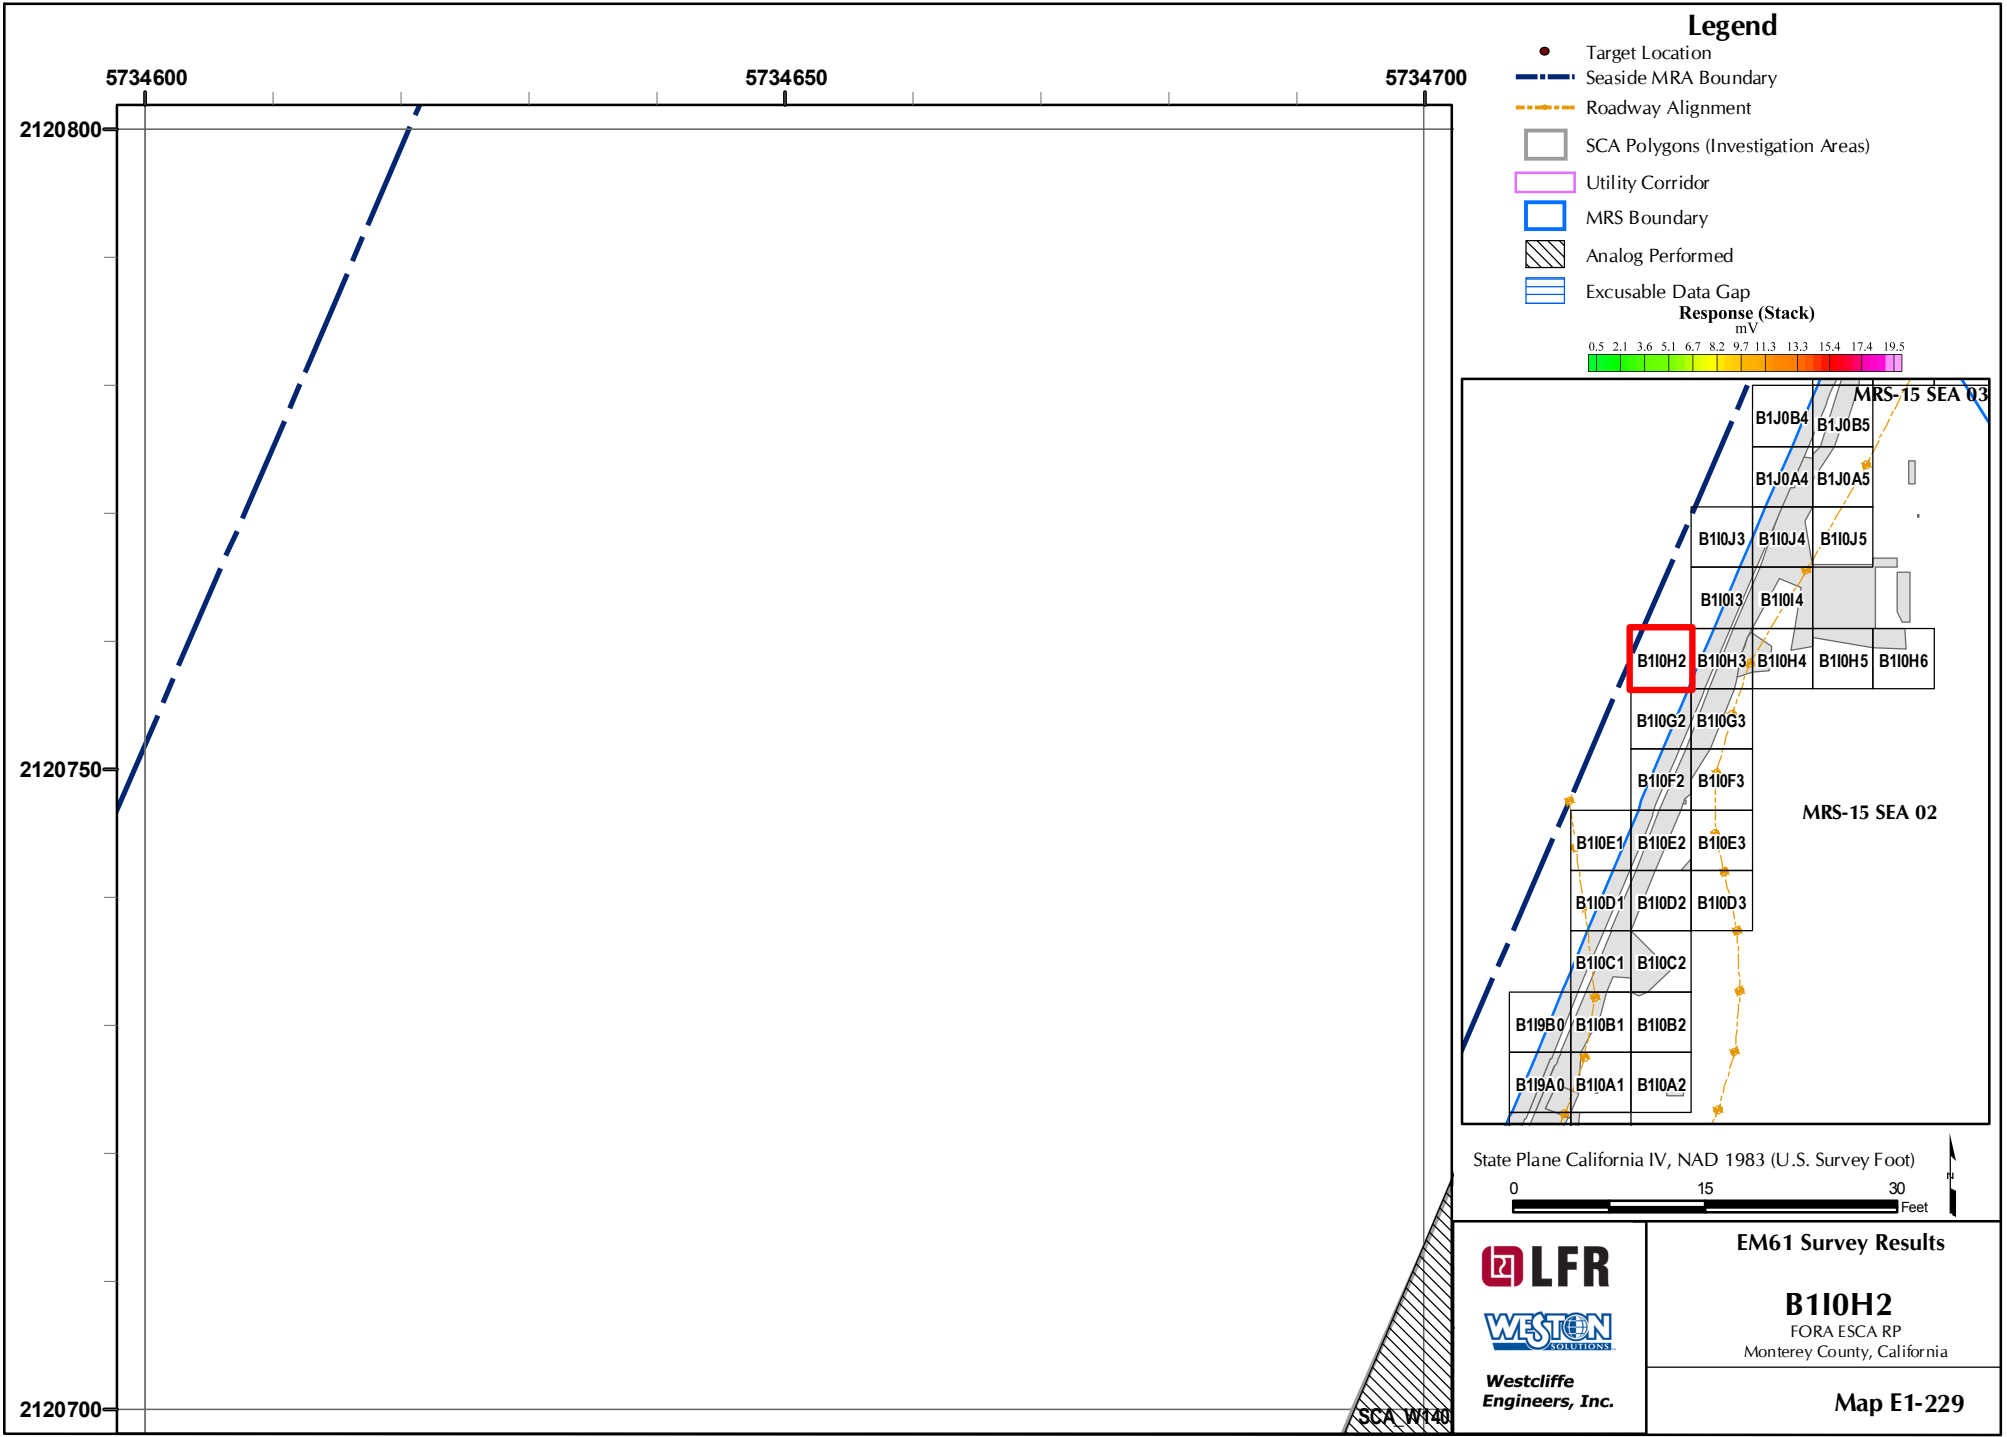 5734600
5734650
5734700
2120800
2120750
2120700
SCA_W140
Legend
Target Location
Seaside MRA Boundary
Roadway Alignment
SCA Polygons (Investigation Areas)
Utility Corridor
MRS Boundary
Analog Performed
Excusable Data Gap
Response (Stack)
mV
0.5 2.1 3.6 5.1 6.7 8.2 9.7 11.3 13.3 15.4 17.4 19.5
MRS-15 SEA 03
B1J0B4 B1J0B5
B1J0A4 B1J0A5
B1I0J3 B1I0J4 B1I0J5
B1I0I3 B1I0I4
B1I0H2 B1I0H3 B1I0H4 B1I0H5 B1I0H6
B1I0G2 B1I0G3
B1I0F2 B1I0F3
MRS-15 SEA 02
B1I0E1 B1I0E2 B1I0E3
B1I0D1 B1I0D2 B1I0D3
B1I0C1 B1I0C2
B1I9B0 B1I0B1 B1I0B2
B1I9A0 B1I0A1 B1I0A2
State Plane California IV, NAD 1983 (U.S. Survey Foot)
0 15 30
Feet
N
LFR
WESTON
SOLUTIONS
Westcliffe
Engineers, Inc.
EM61 Survey Results
B1I0H2
FORA ESCA RP
Monterey County, California
Map E1-229